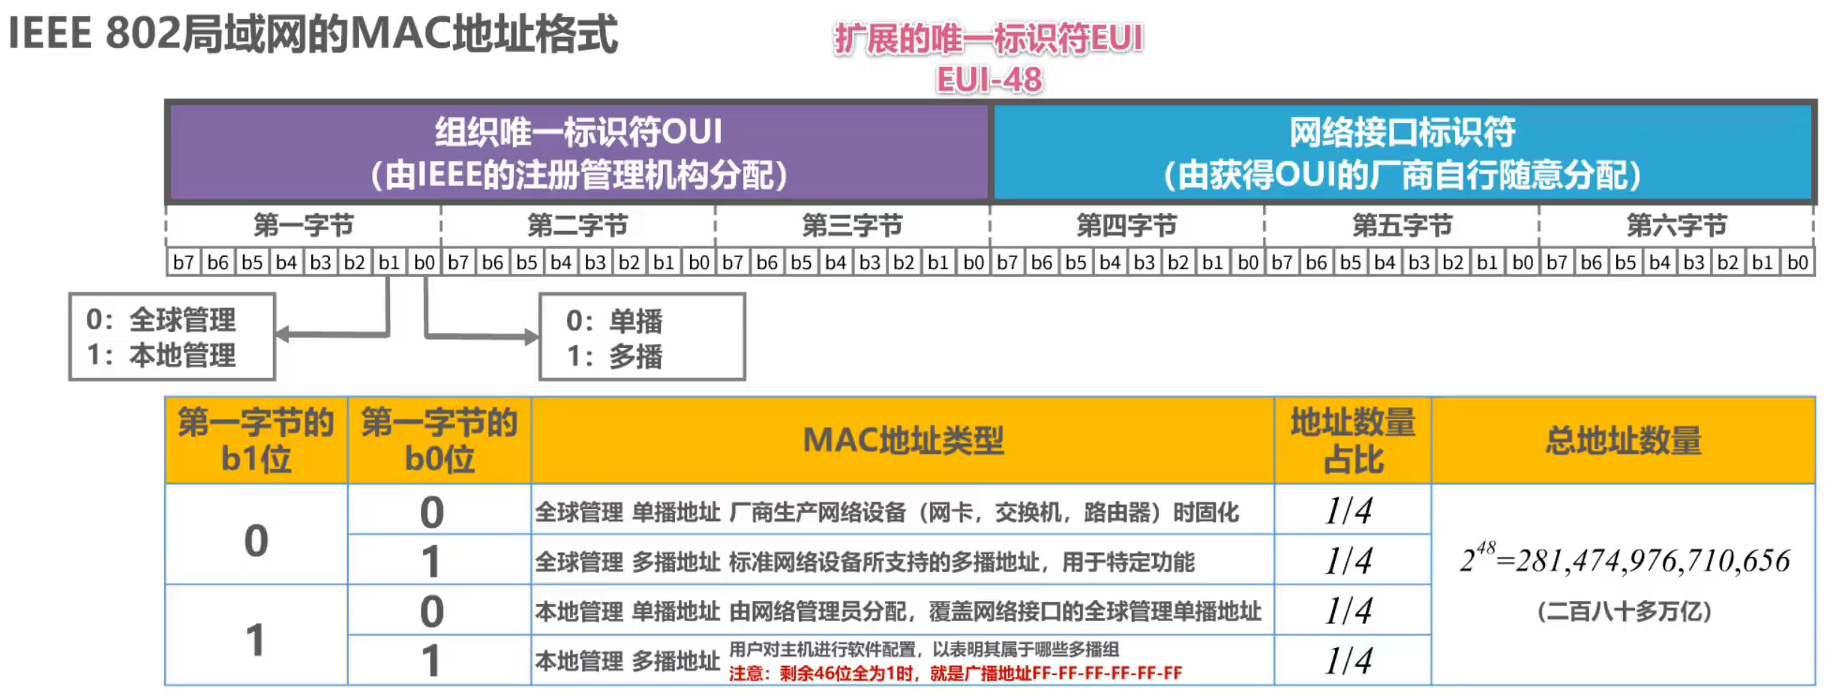 IEEE 802局域网的MAC地址格式
扩展的唯一标识符EUI
EUI-48
组织唯一标识符OUI
（由IEEE的注册管理机构分配）
网络接口标识符
（由获得OUI的厂商自行随意分配）
第一字节 第二字节 第三字节 第四字节 第五字节 第六字节
b7 b6 b5 b4 b3 b2 b1 b0 b7 b6 b5 b4 b3 b2 b1 b0 b7 b6 b5 b4 b3 b2 b1 b0 b7 b6 b5 b4 b3 b2 b1 b0 b7 b6 b5 b4 b3 b2 b1 b0 b7 b6 b5 b4 b3 b2 b1 b0
0：全球管理
1：本地管理
0：单播
1：多播
第一字节的
b1位
第一字节的
b0位
MAC地址类型
地址数量
占比
总地址数量
0
0
全球管理 单播地址 厂商生产网络设备（网卡，交换机，路由器）时固化
1/4
1
全球管理 多播地址 标准网络设备所支持的多播地址，用于特定功能
1/4
1
0
本地管理 单播地址 由网络管理员分配，覆盖网络接口的全球管理单播地址
1/4
1
本地管理 多播地址
用户对主机进行软件配置，以表明其属于哪些多播组
注意：剩余46位全为1时，就是广播地址FF-FF-FF-FF-FF-FF
1/4
2⁴⁸=281,474,976,710,656
（二百八十多万亿）